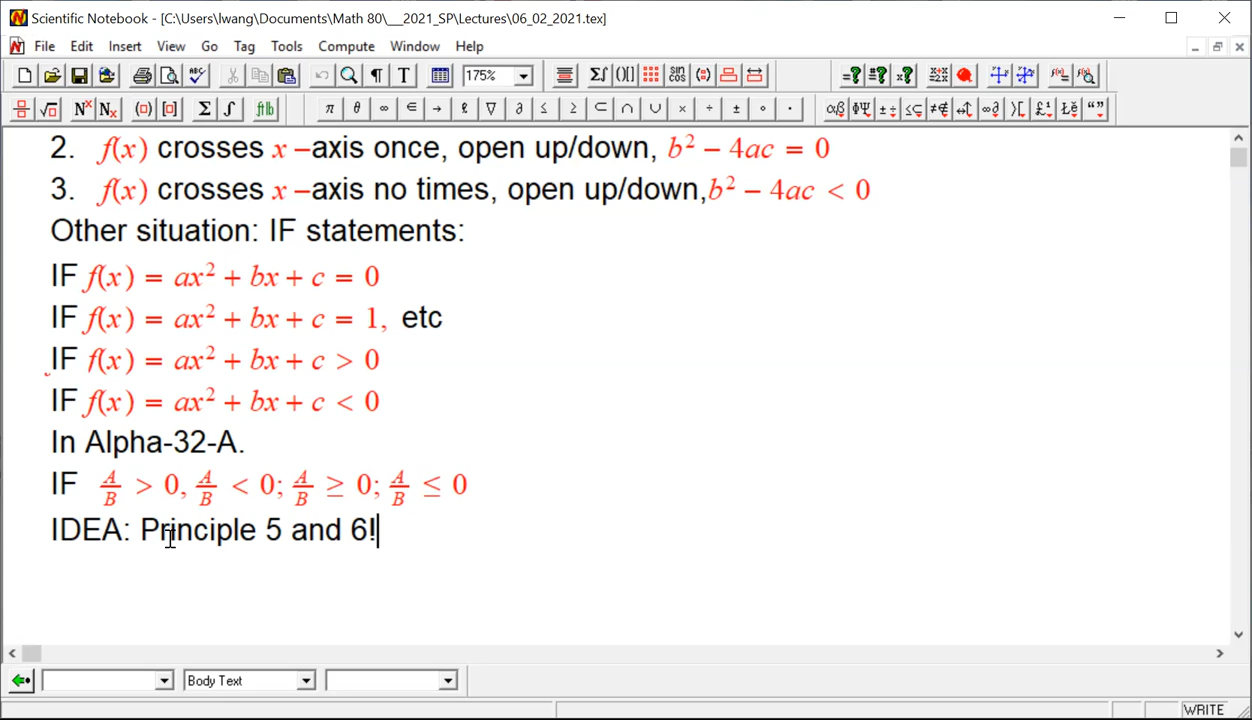 Scientific Notebook - [C:\Users\lwang\Documents\Math 80\__2021_SP\Lectures\06_02_2021.tex]
File Edit Insert View Go Tag Tools Compute Window Help
175%
2. f(x) crosses x –axis once, open up/down, b² − 4ac = 0
3. f(x) crosses x –axis no times, open up/down,b² − 4ac < 0
Other situation: IF statements:
IF f(x) = ax² + bx + c = 0
IF f(x) = ax² + bx + c = 1, etc
IF f(x) = ax² + bx + c > 0
IF f(x) = ax² + bx + c < 0
In Alpha-32-A.
IF A/B > 0, A/B < 0; A/B ≥ 0; A/B ≤ 0
IDEA: Principle 5 and 6!
Body Text
WRITE